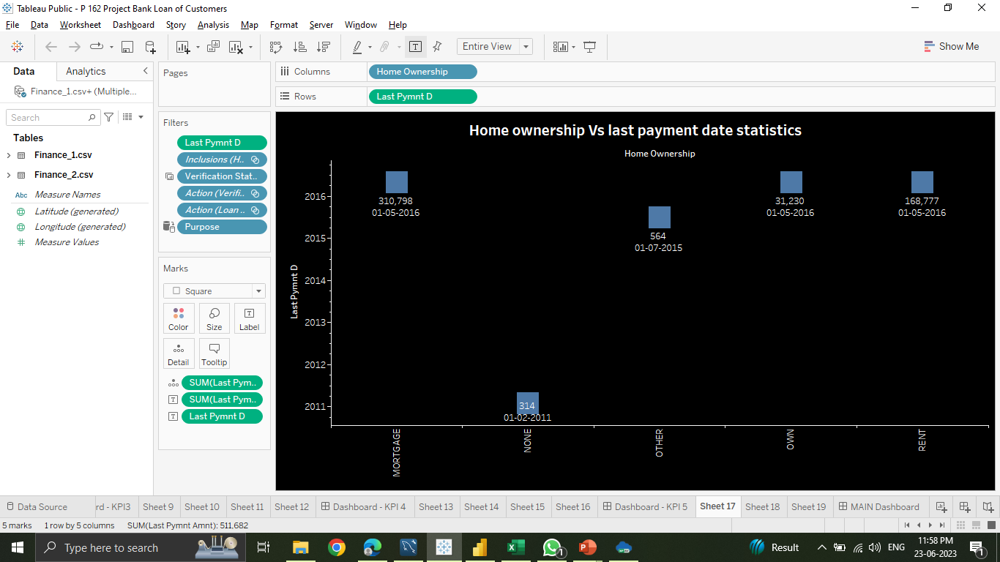 Tableau Public - P 162 Project Bank Loan of Customers
File Data Worksheet Dashboard Story Analysis Map Format Server Window Help
Entire View
Show Me
Data Analytics
Finance_1.csv+ (Multiple...
Search
Tables
Finance_1.csv
Finance_2.csv
Abc Measure Names
Latitude (generated)
Longitude (generated)
Measure Values
Pages
Filters
Last Pymnt D
Inclusions (H..
Verification Stat..
Action (Verifi..
Action (Loan ..
Purpose
Marks
Square
Color Size Label
Detail Tooltip
SUM(Last Pym..
SUM(Last Pym..
Last Pymnt D
Columns Home Ownership
Rows Last Pymnt D
Home ownership Vs last payment date statistics
Home Ownership
Last Pymnt D
2016
2015
2014
2013
2012
2011
310,798
01-05-2016
314
01-02-2011
564
01-07-2015
31,230
01-05-2016
168,777
01-05-2016
MORTGAGE
NONE
OTHER
OWN
RENT
Data Source rd - KPI3 Sheet 9 Sheet 10 Sheet 11 Sheet 12 Dashboard - KPI 4 Sheet 13 Sheet 14 Sheet 15 Sheet 16 Dashboard - KPI 5 Sheet 17 Sheet 18 Sheet 19 MAIN Dashboard
5 marks 1 row by 5 columns SUM(Last Pymnt Amnt): 511,682
Type here to search
1
Result
ENG
11:58 PM
23-06-2023
1